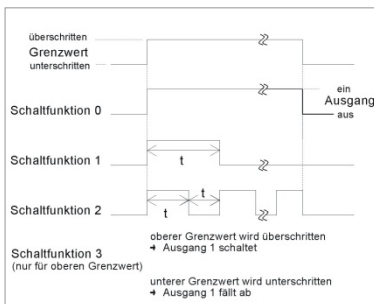 überschritten
Grenzwert
unterschritten
ein
Ausgang
aus
Schaltfunktion 0
Schaltfunktion 1
t
Schaltfunktion 2
t
t
Schaltfunktion 3
(nur für oberen Grenzwert)
oberer Grenzwert wird überschritten
→ Ausgang 1 schaltet
unterer Grenzwert wird unterschritten
→ Ausgang 1 fällt ab